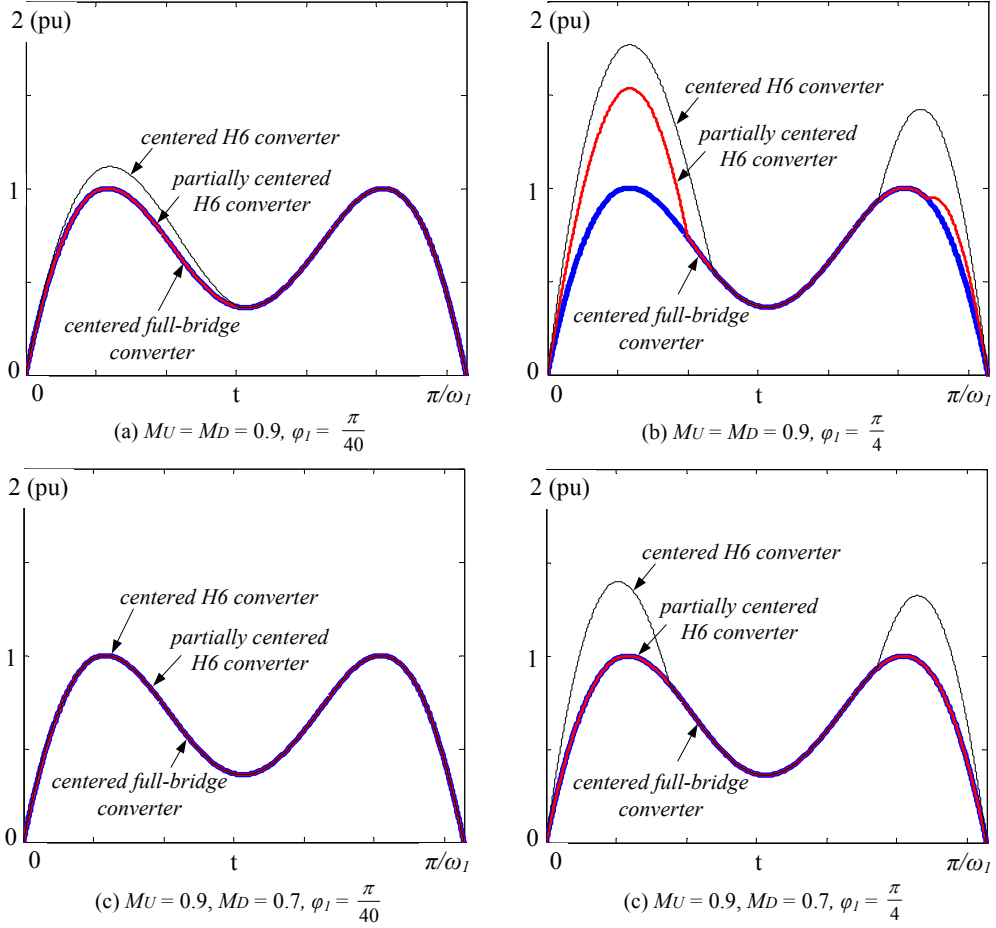 2 (pu)
centered H6 converter
partially centered
H6 converter
1
centered full-bridge
converter
0
0 t π/ω1
(a) MU = MD = 0.9, φ1 = π/40
2 (pu)
centered H6 converter
partially centered
H6 converter
1
centered full-bridge
converter
0
0 t π/ω1
(b) MU = MD = 0.9, φ1 = π/4
2 (pu)
centered H6 converter
partially centered
H6 converter
1
centered full-bridge
converter
0
0 t π/ω1
(c) MU = 0.9, MD = 0.7, φ1 = π/40
2 (pu)
centered H6 converter
partially centered
H6 converter
1
centered full-bridge
converter
0
0 t π/ω1
(c) MU = 0.9, MD = 0.7, φ1 = π/4